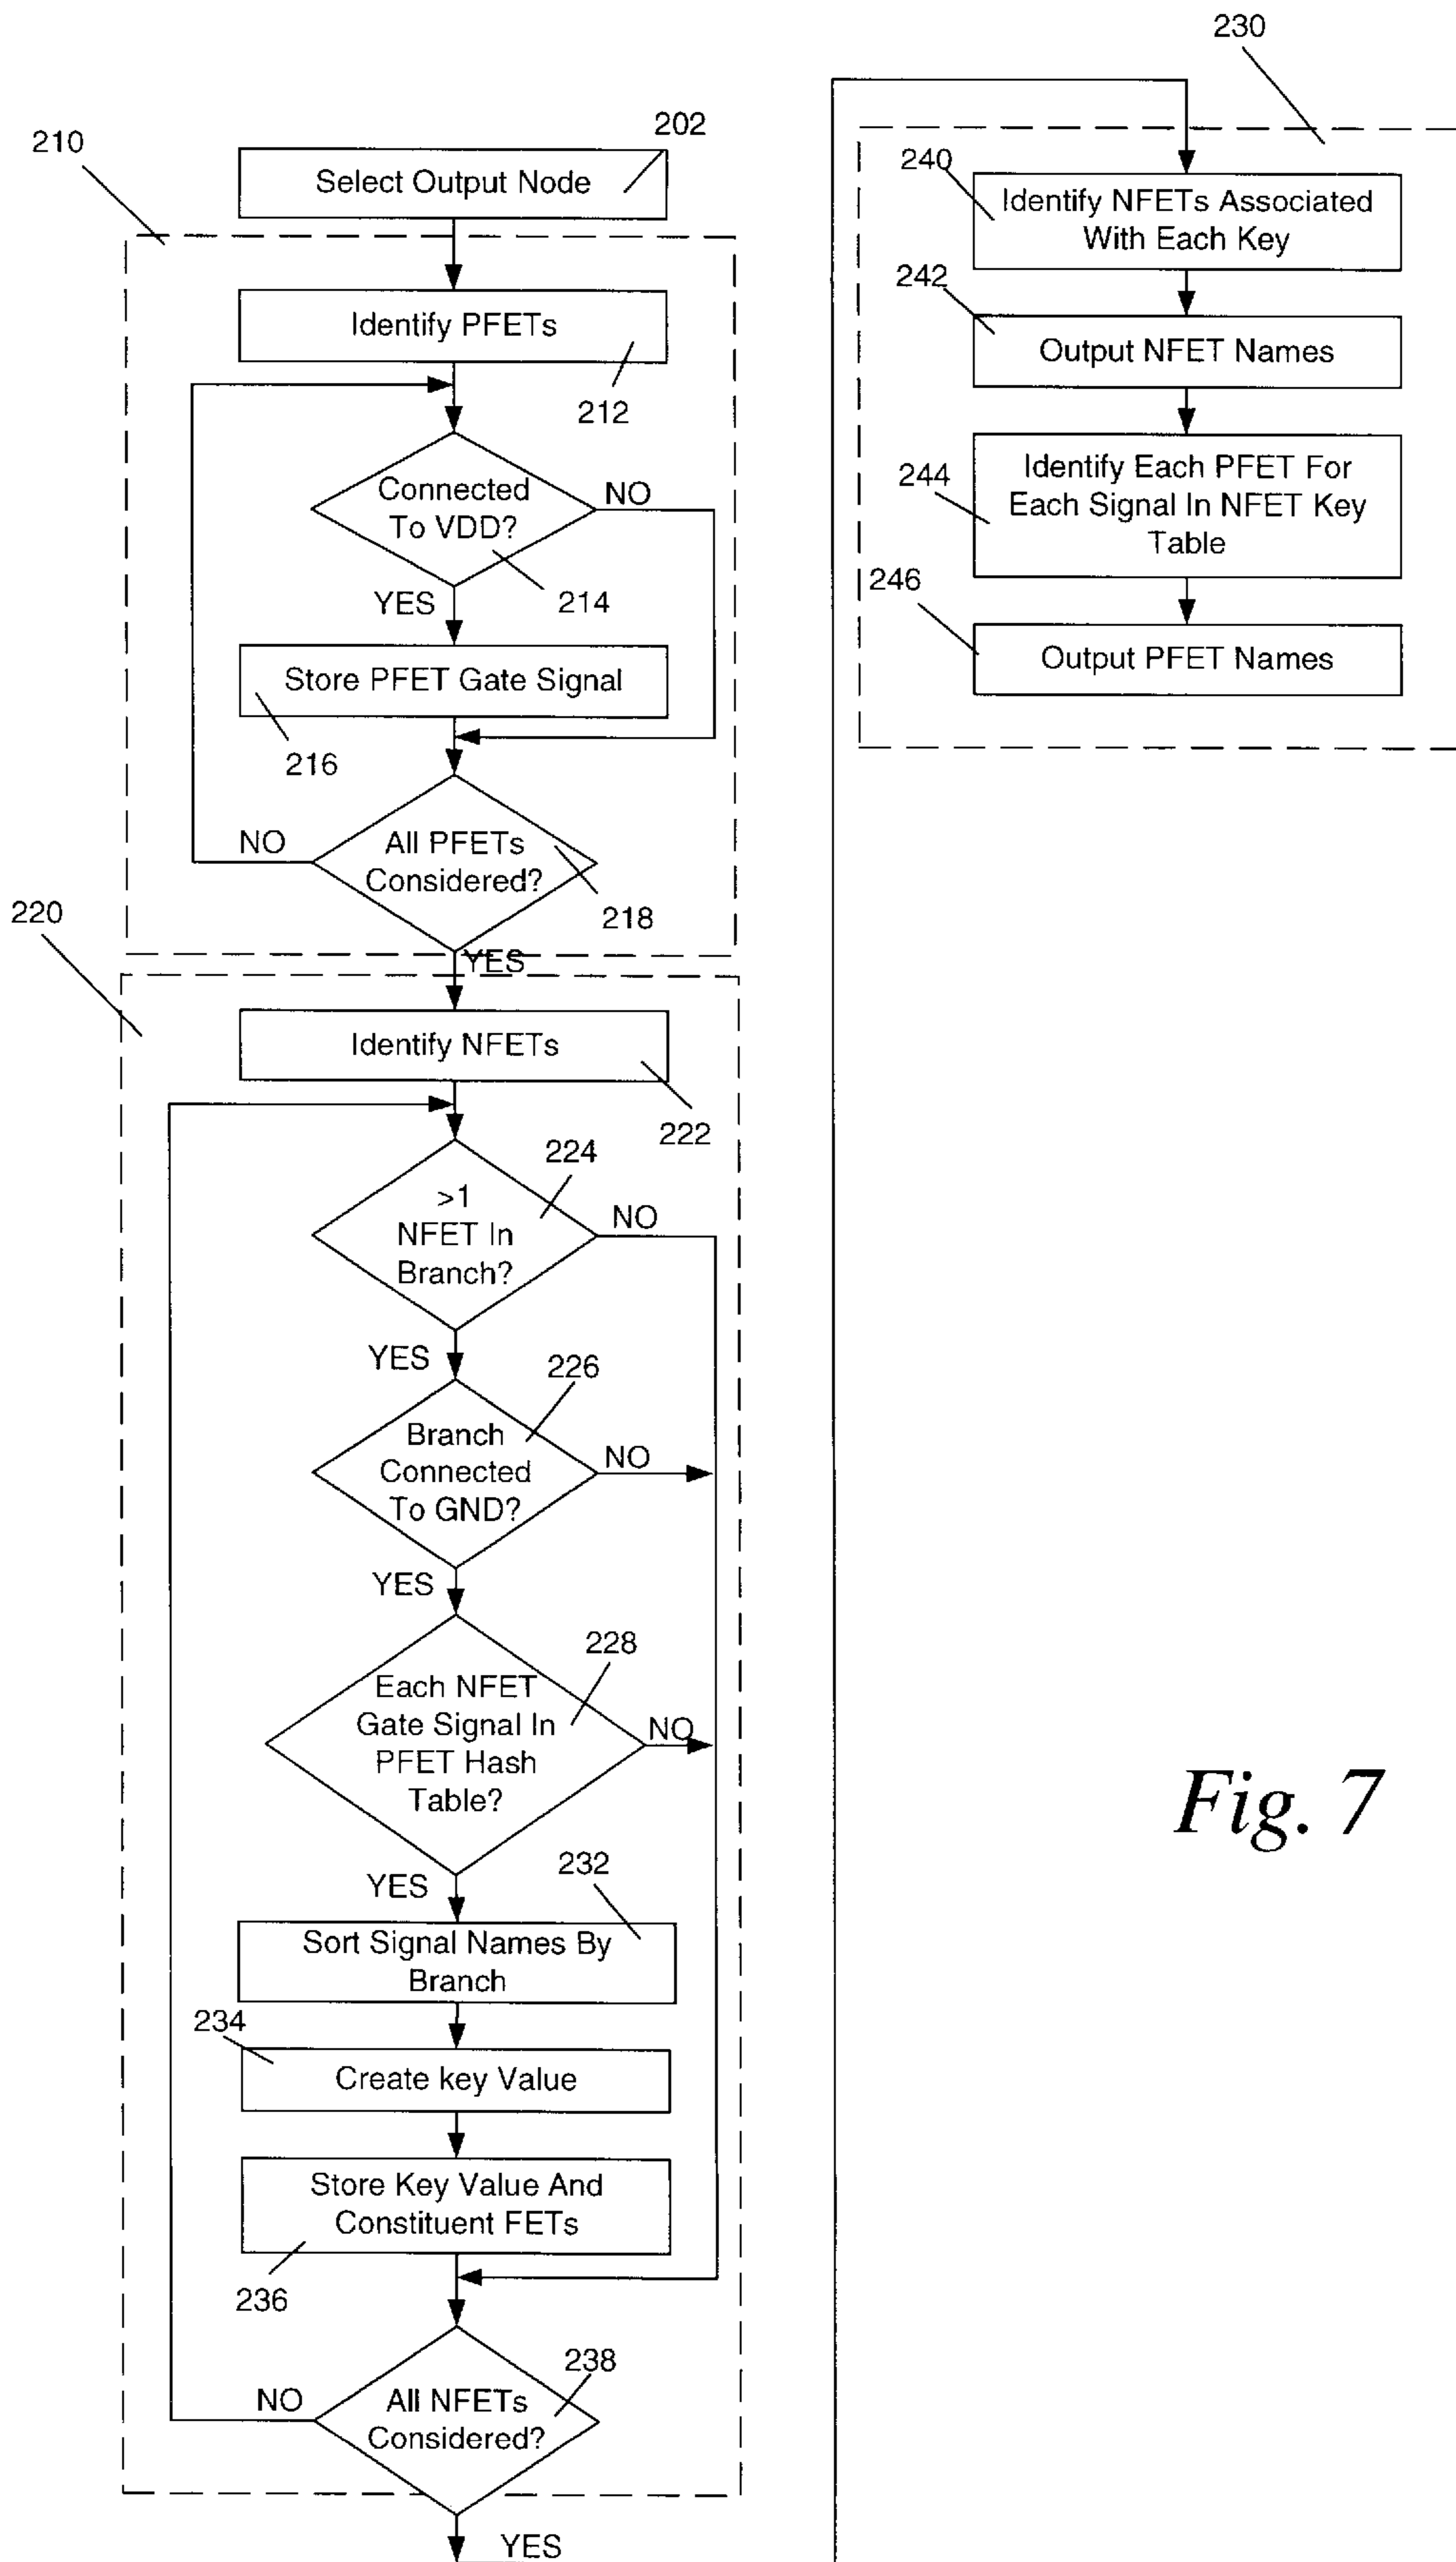 202
210
Select Output Node
Identify PFETs
212
Connected
To VDD?
NO
214
YES
Store PFET Gate Signal
216
All PFETs
Considered?
NO
218
YES
220
Identify NFETs
222
224
>1
NFET In
Branch?
NO
YES
226
Branch
Connected
To GND?
NO
YES
228
Each NFET
Gate Signal In
PFET Hash
Table?
NO
YES
232
Sort Signal Names By
Branch
234
Create key Value
Store Key Value And
Constituent FETs
236
238
All NFETs
Considered?
NO
YES
230
240
Identify NFETs Associated
With Each Key
242
Output NFET Names
244
Identify Each PFET For
Each Signal In NFET Key
Table
246
Output PFET Names
Fig. 7